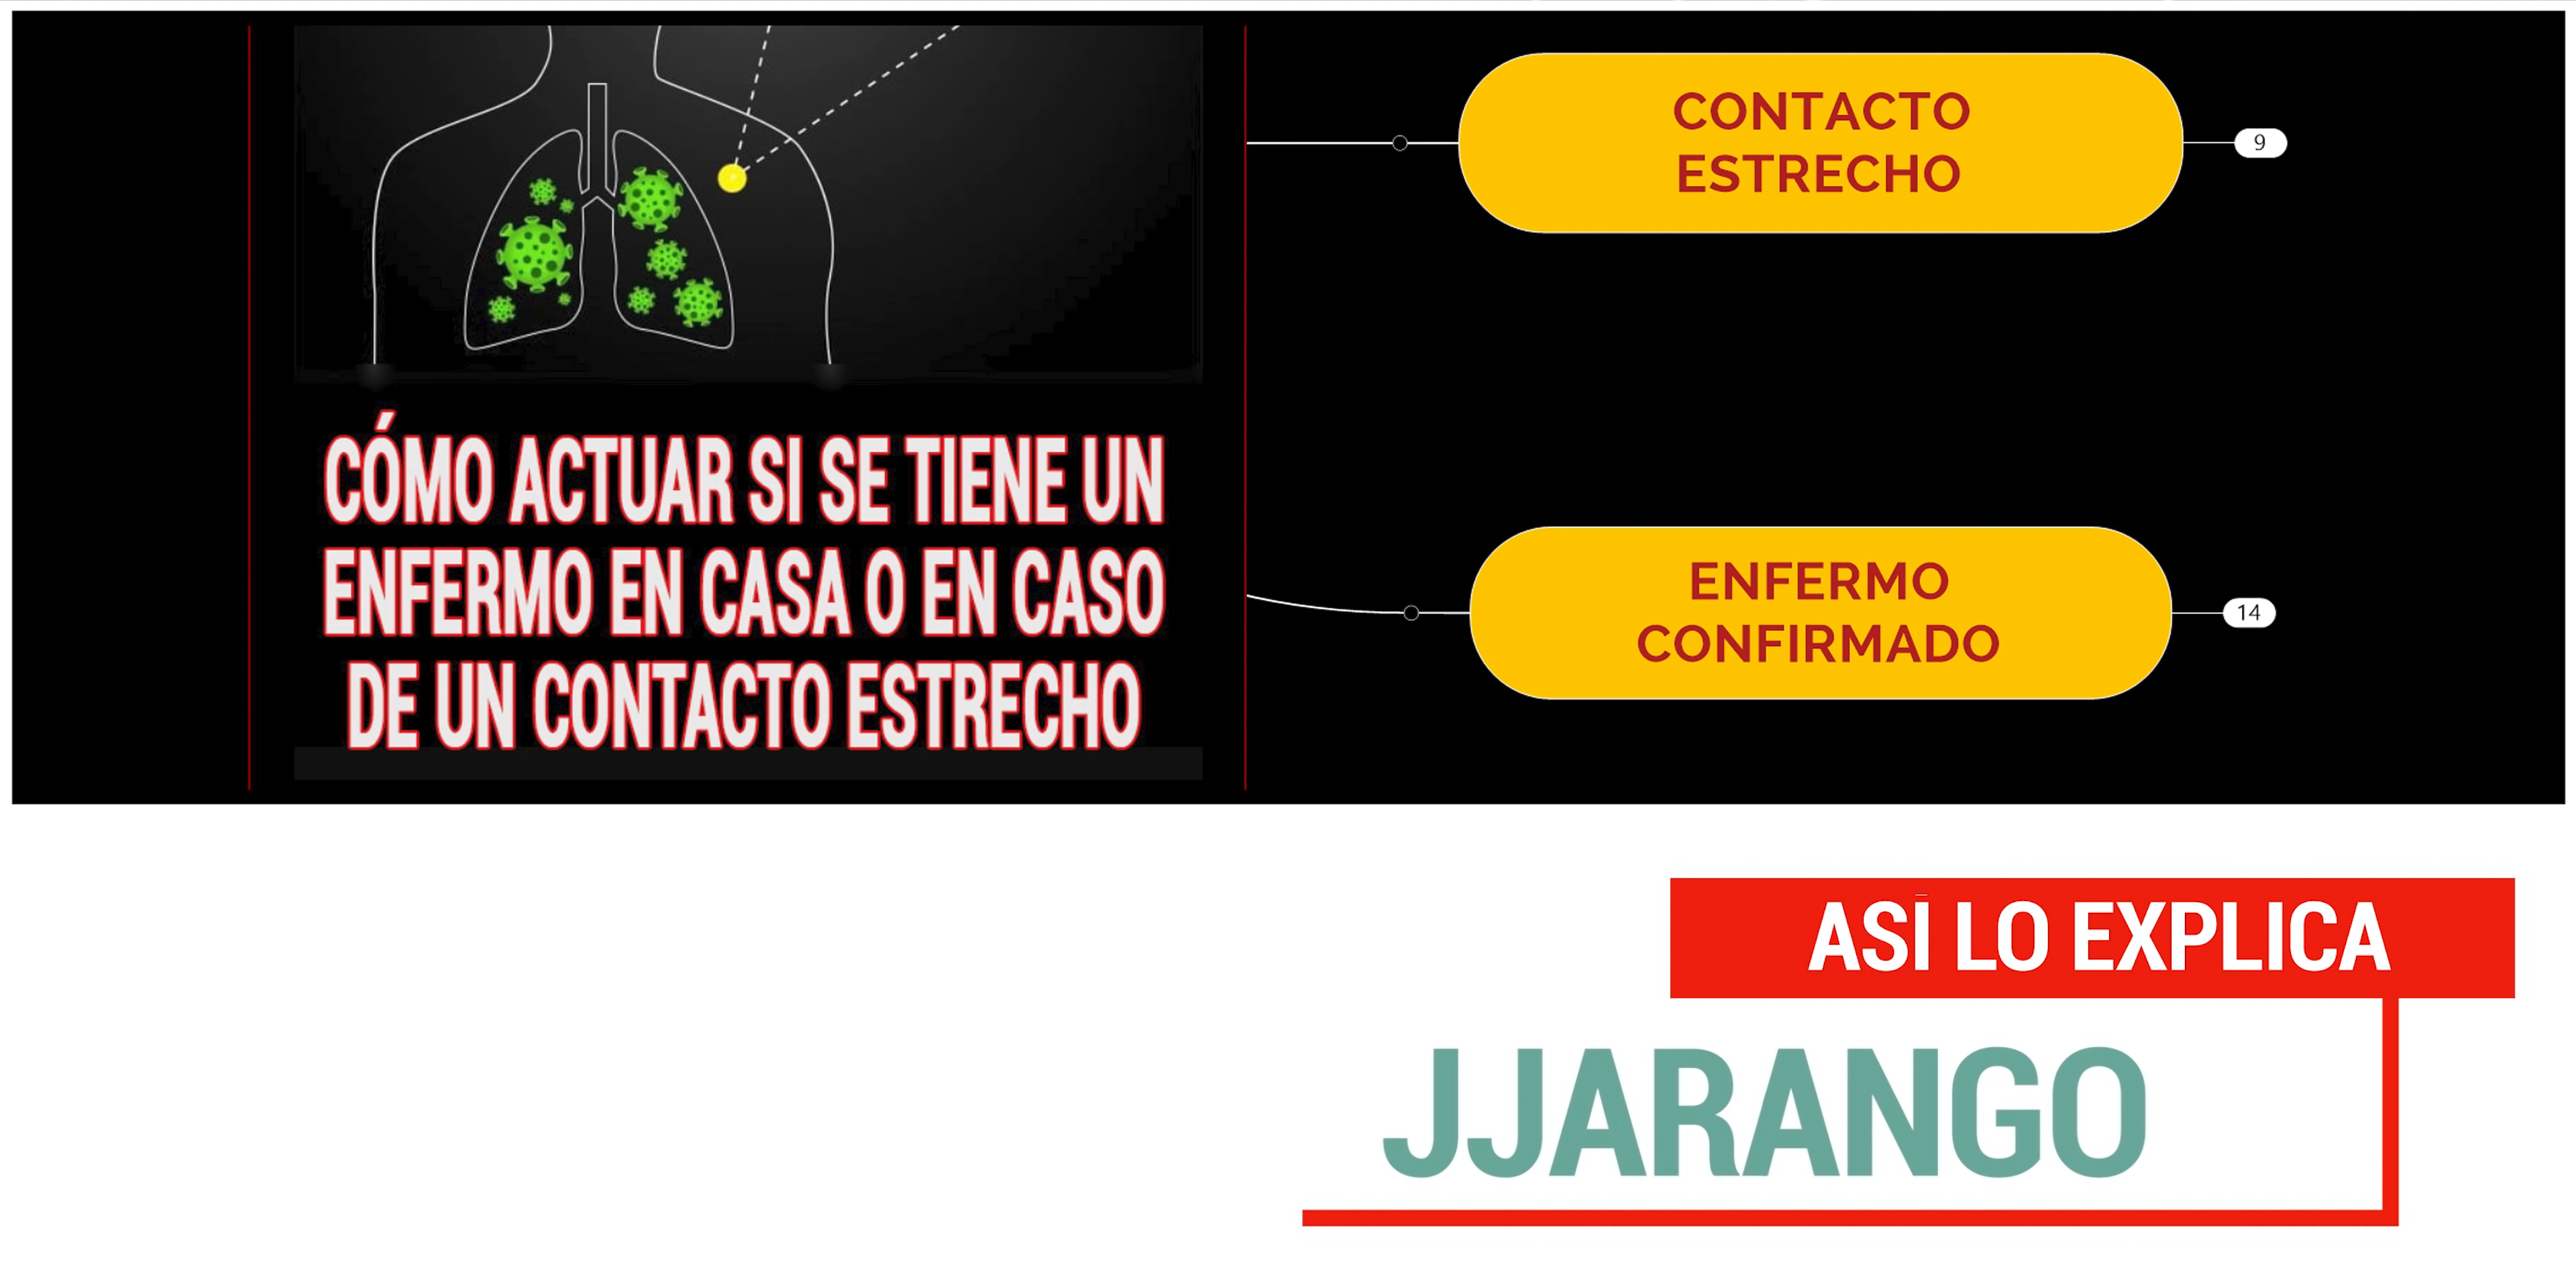 CÓMO ACTUAR SI SE TIENE UN
ENFERMO EN CASA O EN CASO
DE UN CONTACTO ESTRECHO
CONTACTO
ESTRECHO
9
ENFERMO
CONFIRMADO
14
ASÍ LO EXPLICA
JJARANGO